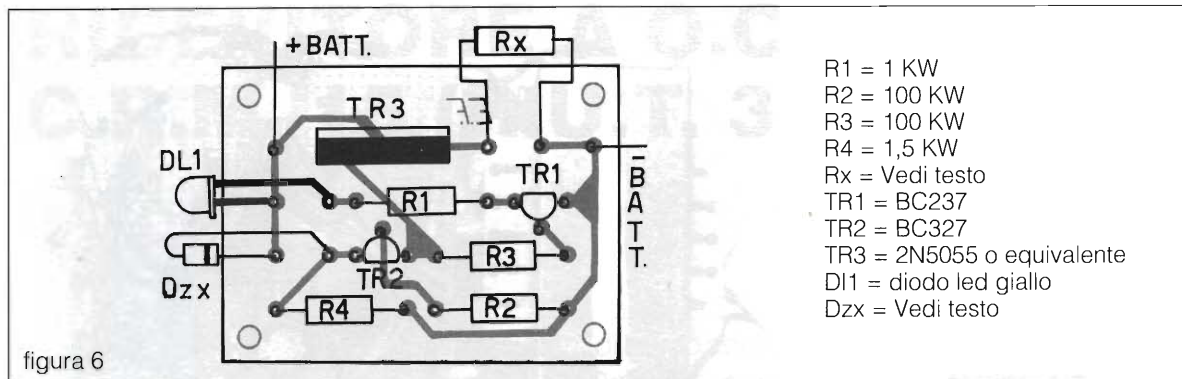 +BATT.
Rx
TR3
DL1
R1
TR1
-BATT.
Dzx
TR2
R3
R4
R2
figura 6
R1 = 1 KW
R2 = 100 KW
R3 = 100 KW
R4 = 1,5 KW
Rx = Vedi testo
TR1 = BC237
TR2 = BC327
TR3 = 2N5055 o equivalente
Dl1 = diodo led giallo
Dzx = Vedi testo